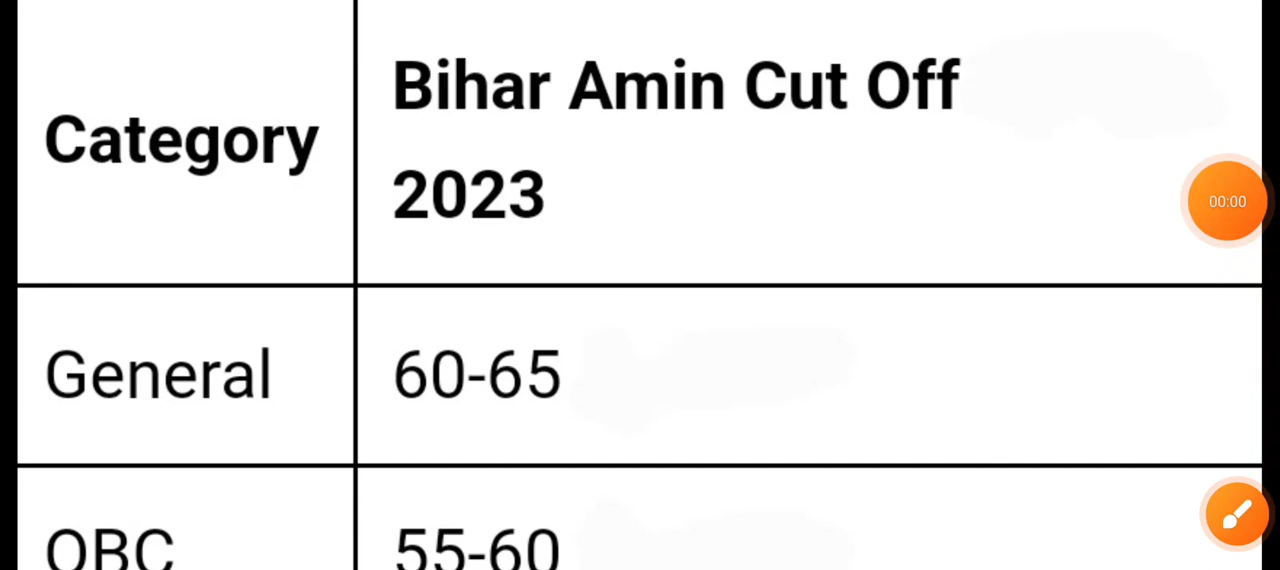 Category
Bihar Amin Cut Off
2023
00:00
General
60-65
OBC
55-60